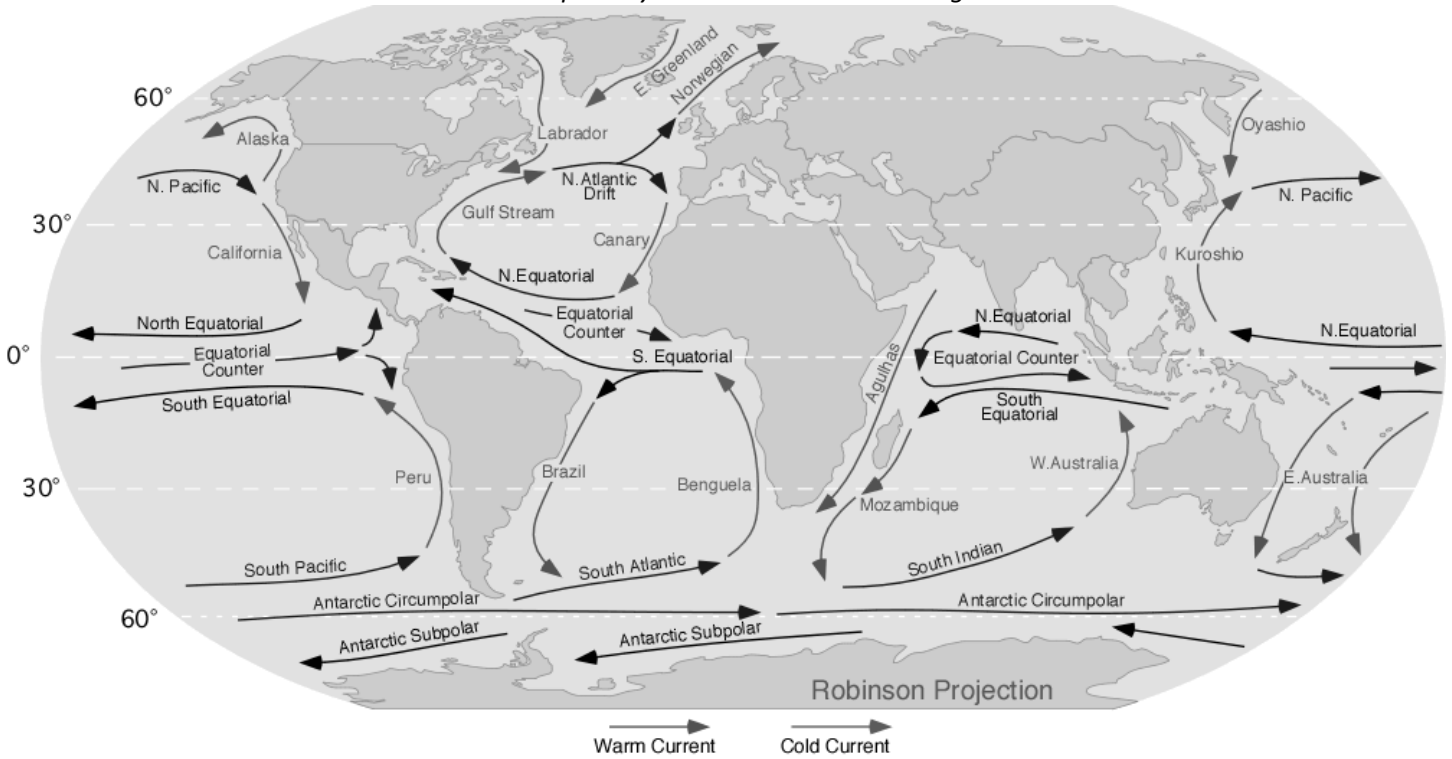 60°
30°
0°
30°
60°
E. Greenland
Norwegian
Labrador
Alaska
Oyashio
N. Pacific
N.Atlantic
Drift
N. Pacific
Gulf Stream
Canary
California
Kuroshio
N.Equatorial
North Equatorial
Equatorial
Counter
N.Equatorial
N.Equatorial
Equatorial
Counter
S. Equatorial
Equatorial Counter
Agulhas
South Equatorial
South
Equatorial
Peru
Brazil
Benguela
W.Australia
E.Australia
Mozambique
South Pacific
South Atlantic
South Indian
Antarctic Circumpolar
Antarctic Circumpolar
Antarctic Subpolar
Antarctic Subpolar
Robinson Projection
Warm Current
Cold Current